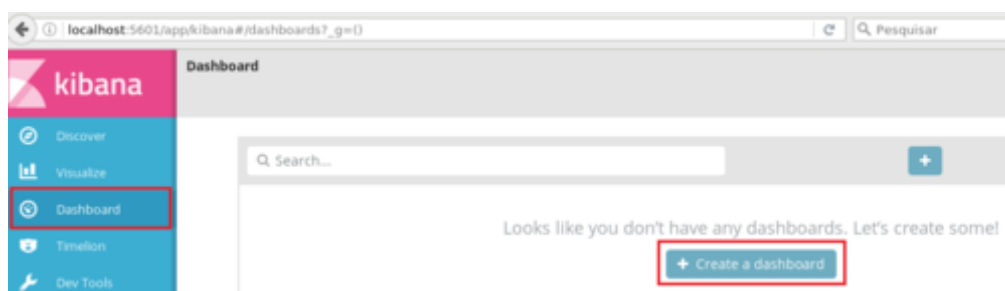 localhost:5601/app/kibana#/dashboards?_g=()
Pesquisar
kibana
Dashboard
Discover
Visualize
Dashboard
Timelion
Dev Tools
Search...
+
Looks like you don't have any dashboards. Let's create some!
+ Create a dashboard